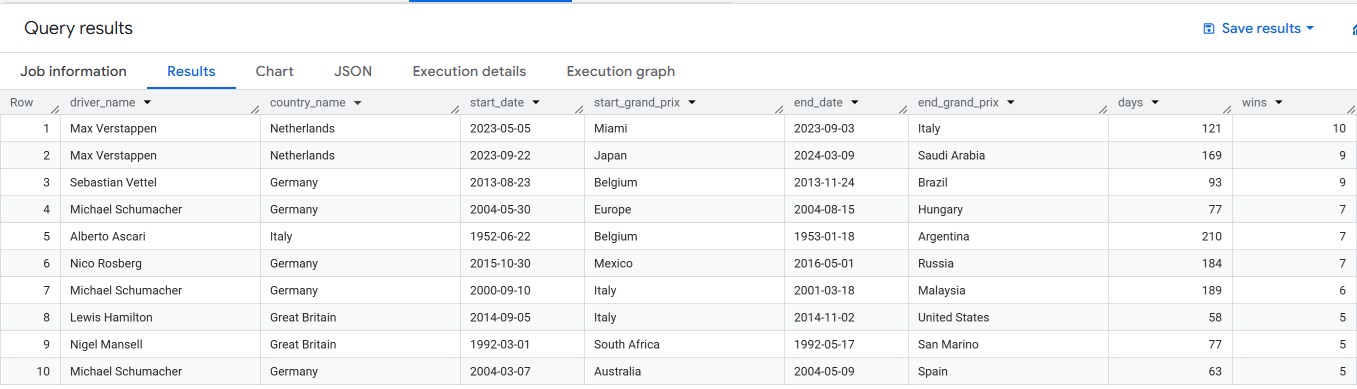 Query results
Save results
Job information Results Chart JSON Execution details Execution graph
Row driver_name country_name start_date start_grand_prix end_date end_grand_prix days wins
1 Max Verstappen Netherlands 2023-05-05 Miami 2023-09-03 Italy 121 10
2 Max Verstappen Netherlands 2023-09-22 Japan 2024-03-09 Saudi Arabia 169 9
3 Sebastian Vettel Germany 2013-08-23 Belgium 2013-11-24 Brazil 93 9
4 Michael Schumacher Germany 2004-05-30 Europe 2004-08-15 Hungary 77 7
5 Alberto Ascari Italy 1952-06-22 Belgium 1953-01-18 Argentina 210 7
6 Nico Rosberg Germany 2015-10-30 Mexico 2016-05-01 Russia 184 7
7 Michael Schumacher Germany 2000-09-10 Italy 2001-03-18 Malaysia 189 6
8 Lewis Hamilton Great Britain 2014-09-05 Italy 2014-11-02 United States 58 5
9 Nigel Mansell Great Britain 1992-03-01 South Africa 1992-05-17 San Marino 77 5
10 Michael Schumacher Germany 2004-03-07 Australia 2004-05-09 Spain 63 5